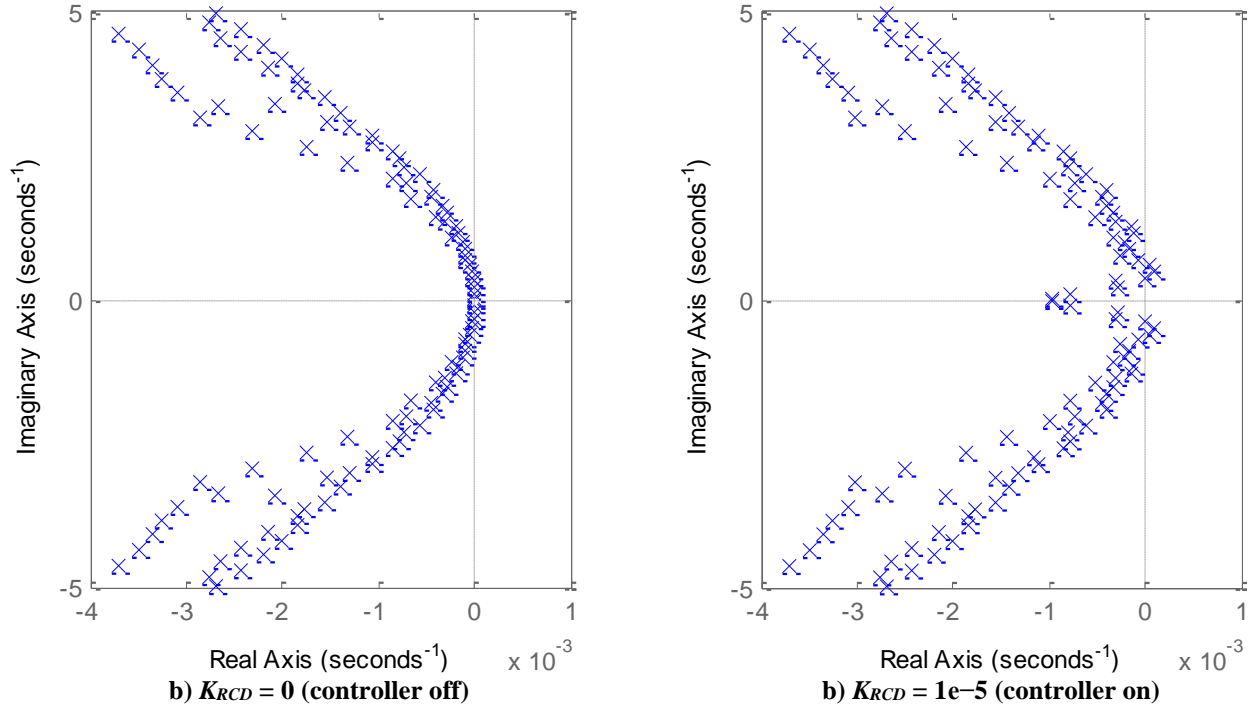 5
0
-5
Imaginary Axis (seconds⁻¹)
-4 -3 -2 -1 0 1
Real Axis (seconds⁻¹)
x 10⁻³
b) K_RCD = 0 (controller off)
5
0
-5
Imaginary Axis (seconds⁻¹)
-4 -3 -2 -1 0 1
Real Axis (seconds⁻¹)
x 10⁻³
b) K_RCD = 1e−5 (controller on)